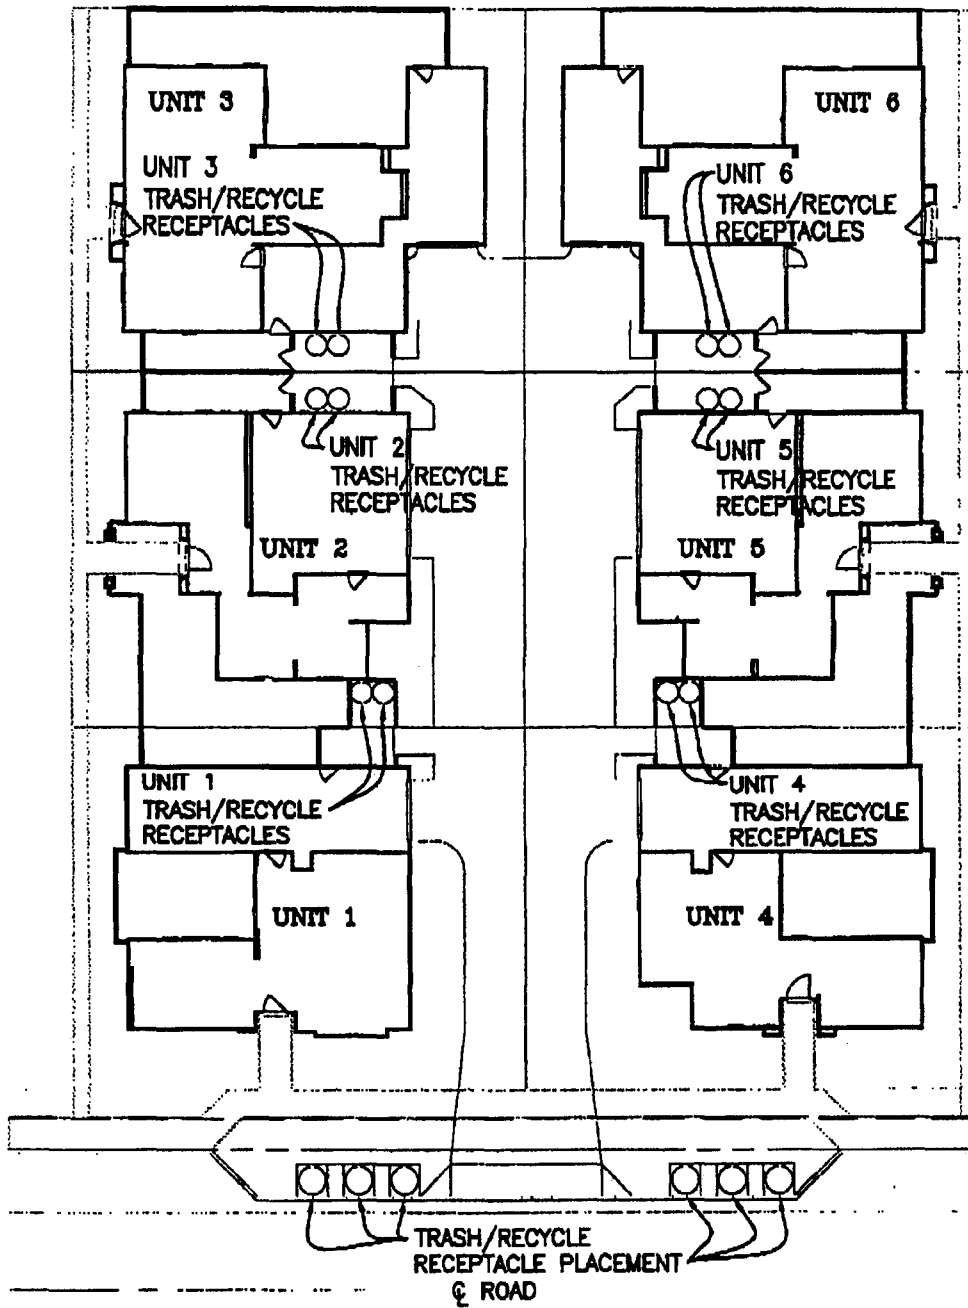 UNIT 3
UNIT 6
UNIT 3
TRASH/RECYCLE
RECEPTACLES
UNIT 6
TRASH/RECYCLE
RECEPTACLES
UNIT 2
TRASH/RECYCLE
RECEPTACLES
UNIT 5
TRASH/RECYCLE
RECEPTACLES
UNIT 2
UNIT 5
UNIT 1
TRASH/RECYCLE
RECEPTACLES
UNIT 4
TRASH/RECYCLE
RECEPTACLES
UNIT 1
UNIT 4
TRASH/RECYCLE
RECEPTACLE PLACEMENT
℄ ROAD